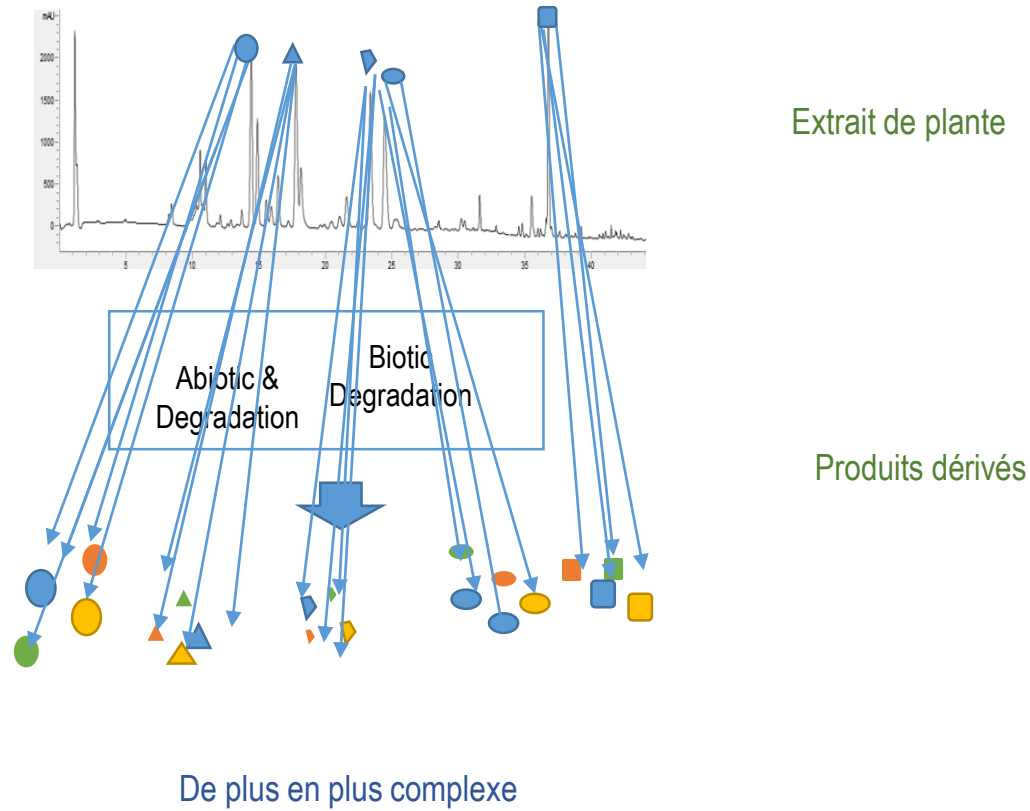 mAU
2000
1500
1000
500
0
5
10
15
20
25
30
35
40
Extrait de plante
Abiotic &
Degradation
Biotic
Degradation
Produits dérivés
De plus en plus complexe